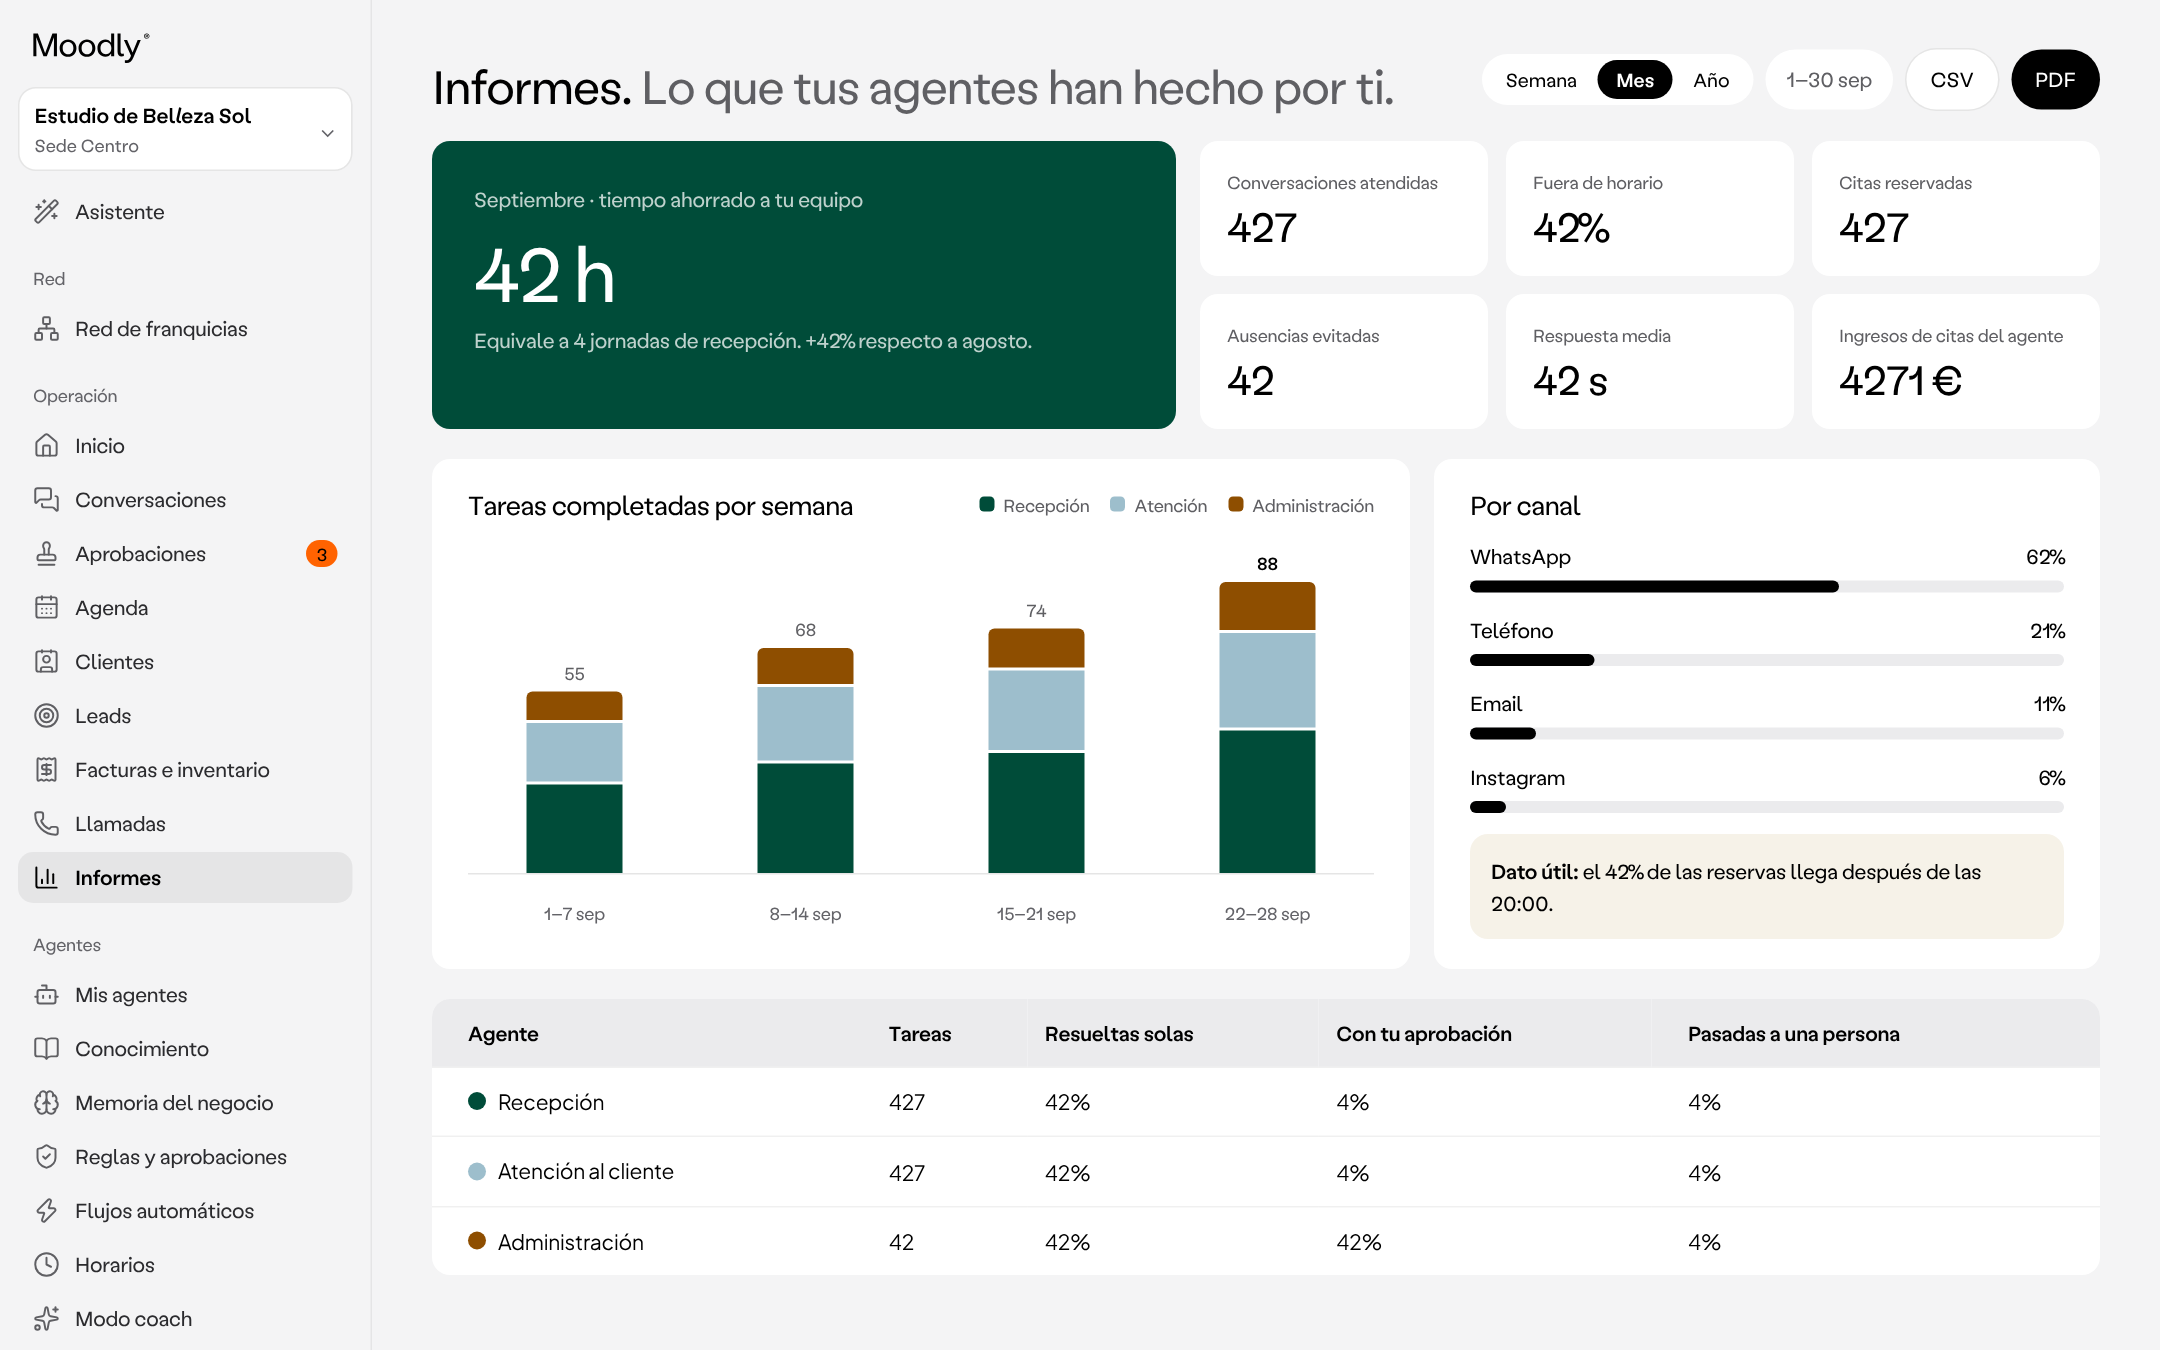 Moodly®
Estudio de Belleza Sol
Sede Centro
Asistente
Red
Red de franquicias
Operación
Inicio
Conversaciones
Aprobaciones 3
Agenda
Clientes
Leads
Facturas e inventario
Llamadas
Informes
Agentes
Mis agentes
Conocimiento
Memoria del negocio
Reglas y aprobaciones
Flujos automáticos
Horarios
Modo coach
Informes. Lo que tus agentes han hecho por ti.
Semana Mes Año 1–30 sep CSV PDF
Septiembre · tiempo ahorrado a tu equipo
42 h
Equivale a 4 jornadas de recepción. +42% respecto a agosto.
Conversaciones atendidas
427
Fuera de horario
42%
Citas reservadas
427
Ausencias evitadas
42
Respuesta media
42 s
Ingresos de citas del agente
4271 €
Tareas completadas por semana
Recepción Atención Administración
55 68 74 88
1–7 sep 8–14 sep 15–21 sep 22–28 sep
Por canal
WhatsApp 62%
Teléfono 21%
Email 11%
Instagram 6%
Dato útil: el 42% de las reservas llega después de las
20:00.
Agente Tareas Resueltas solas Con tu aprobación Pasadas a una persona
Recepción 427 42% 4% 4%
Atención al cliente 427 42% 4% 4%
Administración 42 42% 42% 4%